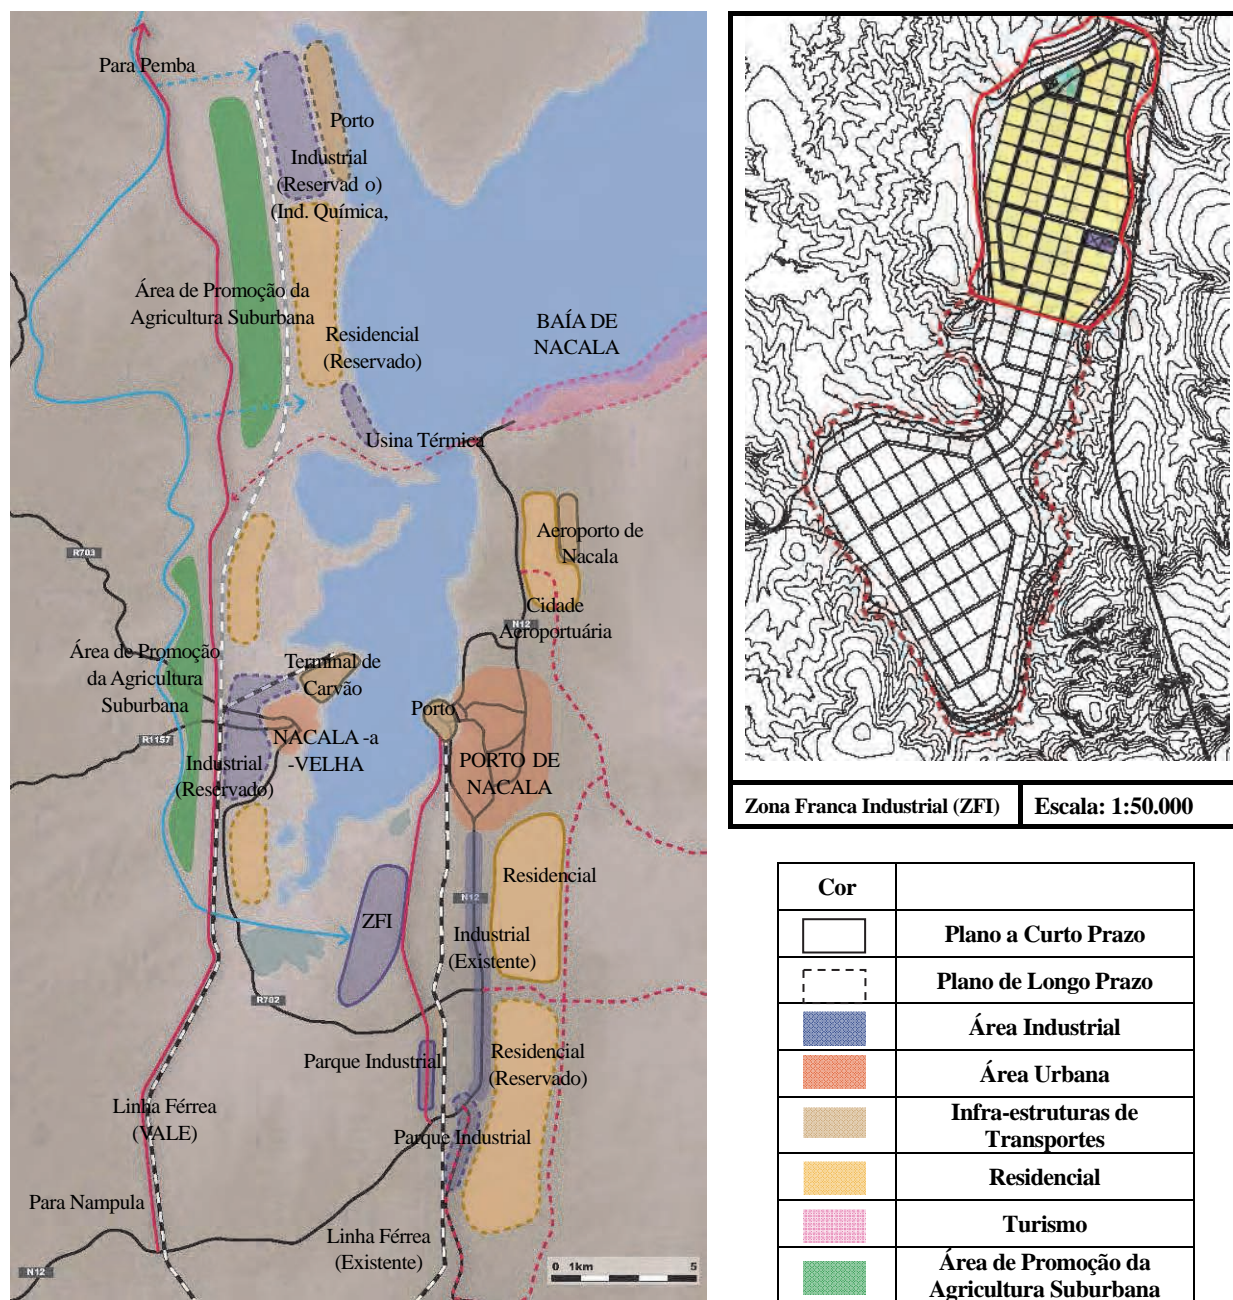 Para Pemba
Porto
Industrial
(Reservad o)
(Ind. Química,
Área de Promoção da
Agricultura Suburbana
Residencial
(Reservado)
BAÍA DE
NACALA
Usina Térmica
Aeroporto de
Nacala
R703
Cidade
Aeroportuária
N12
Área de Promoção
da Agricultura
Suburbana
Terminal de
Carvão
Porto
R1157
NACALA -a
-VELHA
Industrial
(Reservado)
PORTO DE
NACALA
Residencial
N12
ZFI
Industrial
(Existente)
R702
Parque Industrial
Residencial
(Reservado)
Linha Férrea
(VALE)
Parque Industrial
Para Nampula
Linha Férrea
(Existente)
N12
0 1km 5
Zona Franca Industrial (ZFI) Escala: 1:50.000
Cor
Plano a Curto Prazo
Plano de Longo Prazo
Área Industrial
Área Urbana
Infra-estruturas de
Transportes
Residencial
Turismo
Área de Promoção da
Agricultura Suburbana